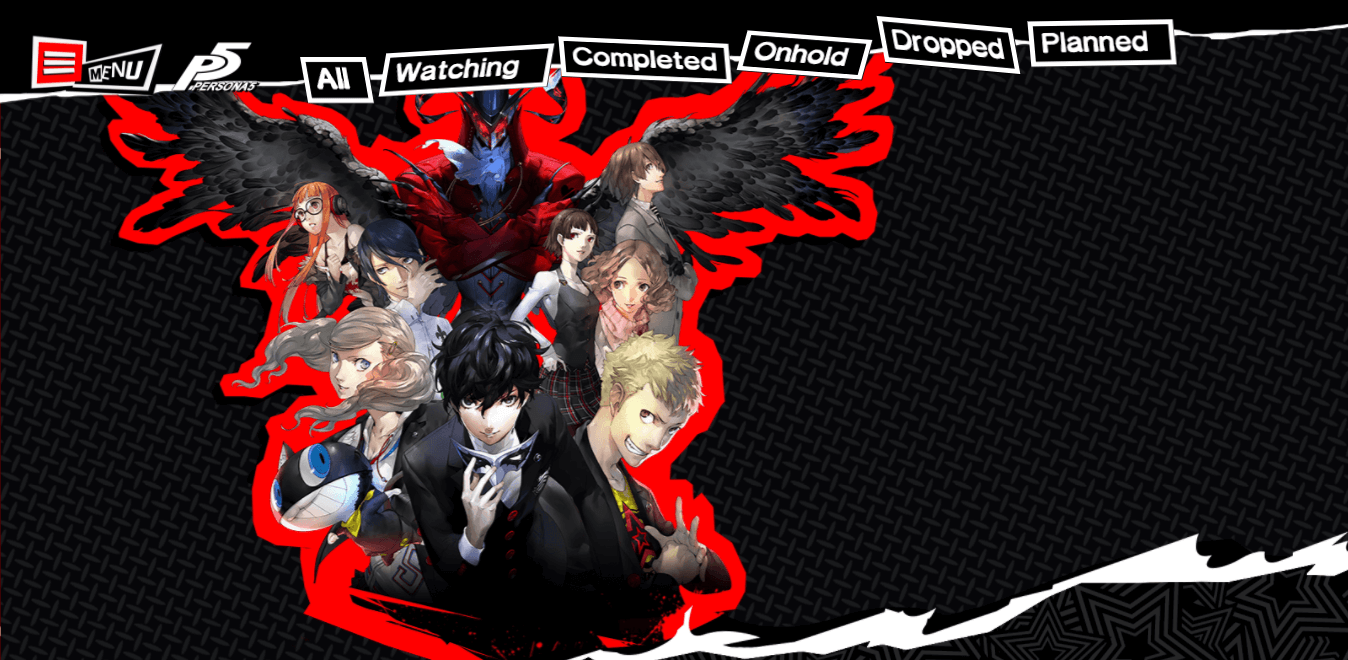 MENU
P5
PERSONA5
All
Watching
Completed
Onhold
Dropped
Planned